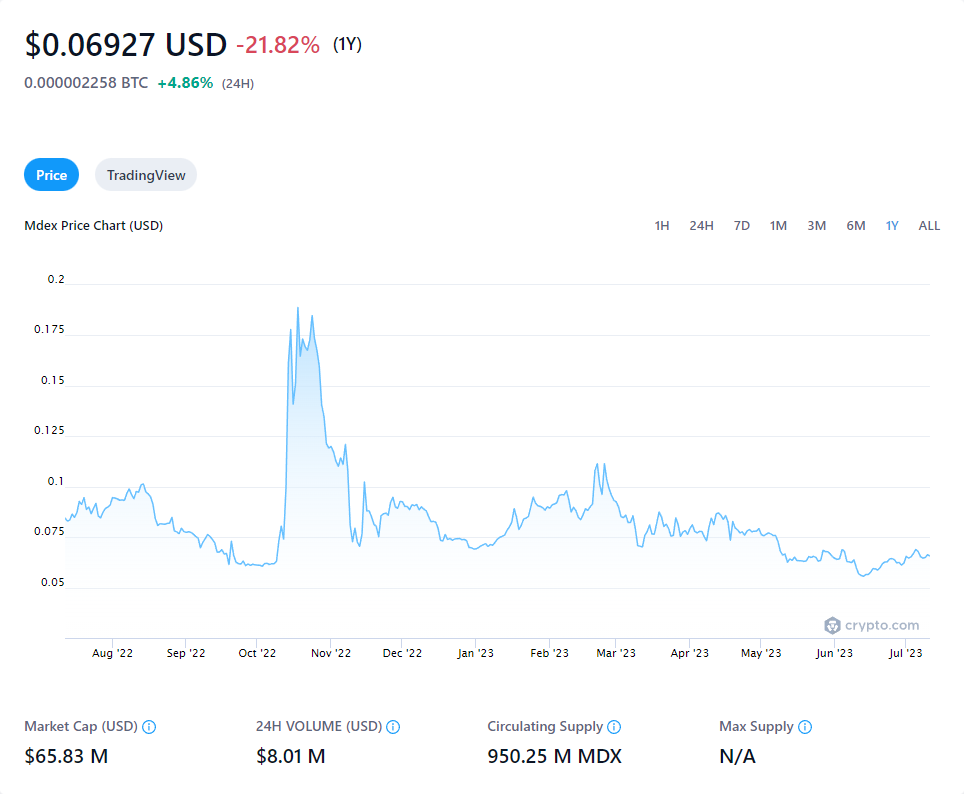 $0.06927 USD -21.82% (1Y)
0.000002258 BTC +4.86% (24H)
Price TradingView
Mdex Price Chart (USD) 1H 24H 7D 1M 3M 6M 1Y ALL
0.2
0.175
0.15
0.125
0.1
0.075
0.05
crypto.com
Aug '22 Sep '22 Oct '22 Nov '22 Dec '22 Jan '23 Feb '23 Mar '23 Apr '23 May '23 Jun '23 Jul '23
Market Cap (USD) 24H VOLUME (USD) Circulating Supply Max Supply
$65.83 M $8.01 M 950.25 M MDX N/A